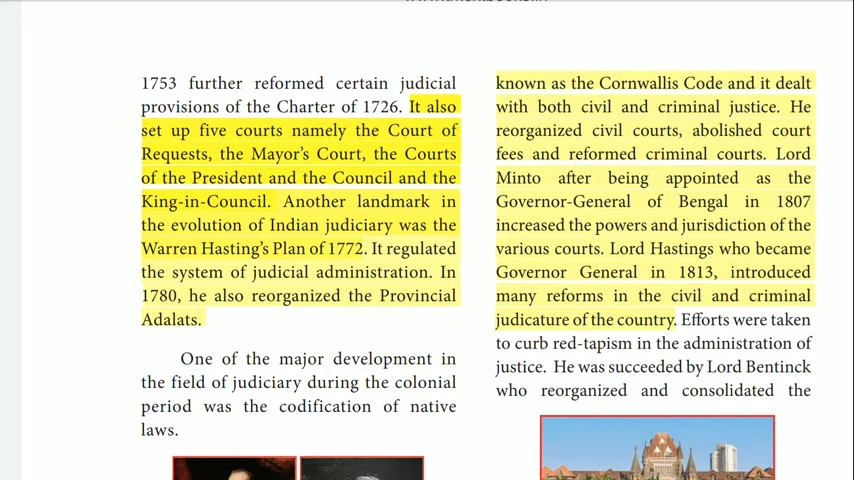 1753 further reformed certain judicial
provisions of the Charter of 1726. It also
set up five courts namely the Court of
Requests, the Mayor's Court, the Courts
of the President and the Council and the
King-in-Council. Another landmark in
the evolution of Indian judiciary was the
Warren Hasting's Plan of 1772. It regulated
the system of judicial administration. In
1780, he also reorganized the Provincial
Adalats.
One of the major development in
the field of judiciary during the colonial
period was the codification of native
laws.
known as the Cornwallis Code and it dealt
with both civil and criminal justice. He
reorganized civil courts, abolished court
fees and reformed criminal courts. Lord
Minto after being appointed as the
Governor-General of Bengal in 1807
increased the powers and jurisdiction of the
various courts. Lord Hastings who became
Governor General in 1813, introduced
many reforms in the civil and criminal
judicature of the country. Efforts were taken
to curb red-tapism in the administration of
justice. He was succeeded by Lord Bentinck
who reorganized and consolidated the